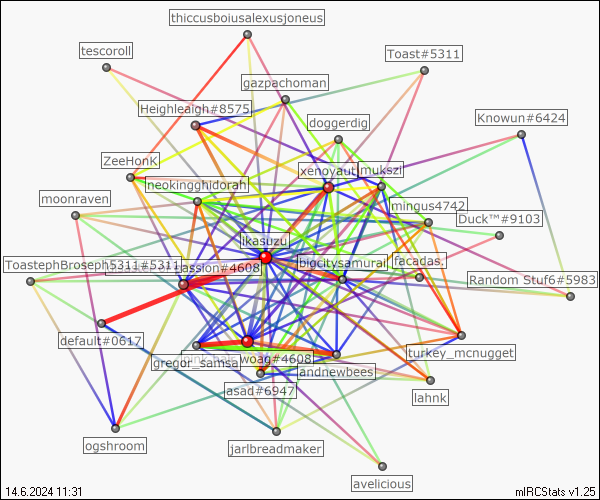 thiccusboiusalexusjoneus
tescoroll
Toast#5311
gazpachoman
Heighleaigh#8575
doggerdig
Knowun#6424
ZeeHonK
xenoyaut
mukszi
neokingghidorah
moonraven
mingus4742
Duck™#9103
ikasuzu
ToastephBroseph5311#5311
assion#4608
bigcitysamurai
facadas.
Random Stuf6#5983
default#0617
turkey_mcnugget
gregor_samsa
woag#4608
andnewbees
asad#6947
lahnk
ogshroom
jarlbreadmaker
avelicious
14.6.2024 11:31
mIRCStats v1.25